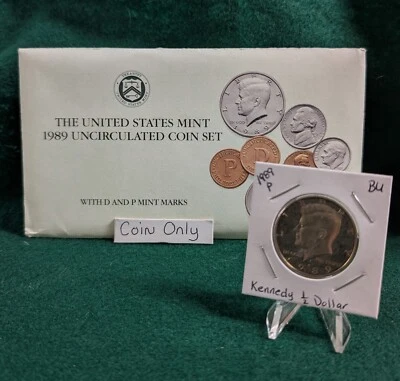 THE UNITED STATES MINT
1989 UNCIRCULATED COIN SET
WITH D AND P MINT MARKS
P
D
Coin Only
1989
P
BU
Kennedy ½ Dollar